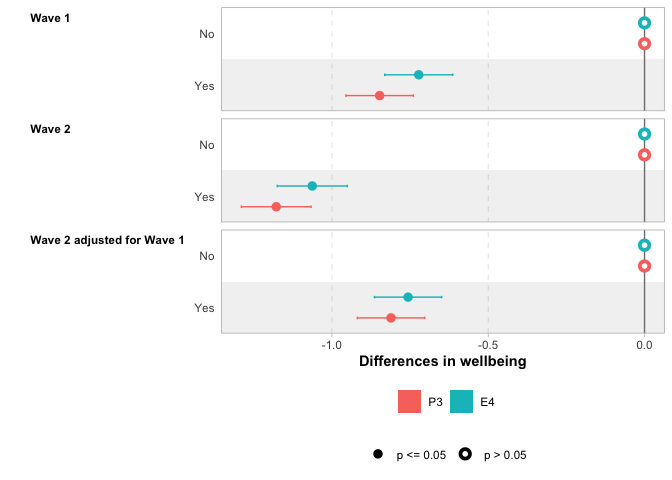 Wave 1
No
Yes
Wave 2
No
Yes
Wave 2 adjusted for Wave 1
No
Yes
-1.0 -0.5 0.0
Differences in wellbeing
P3 E4
p <= 0.05 p > 0.05